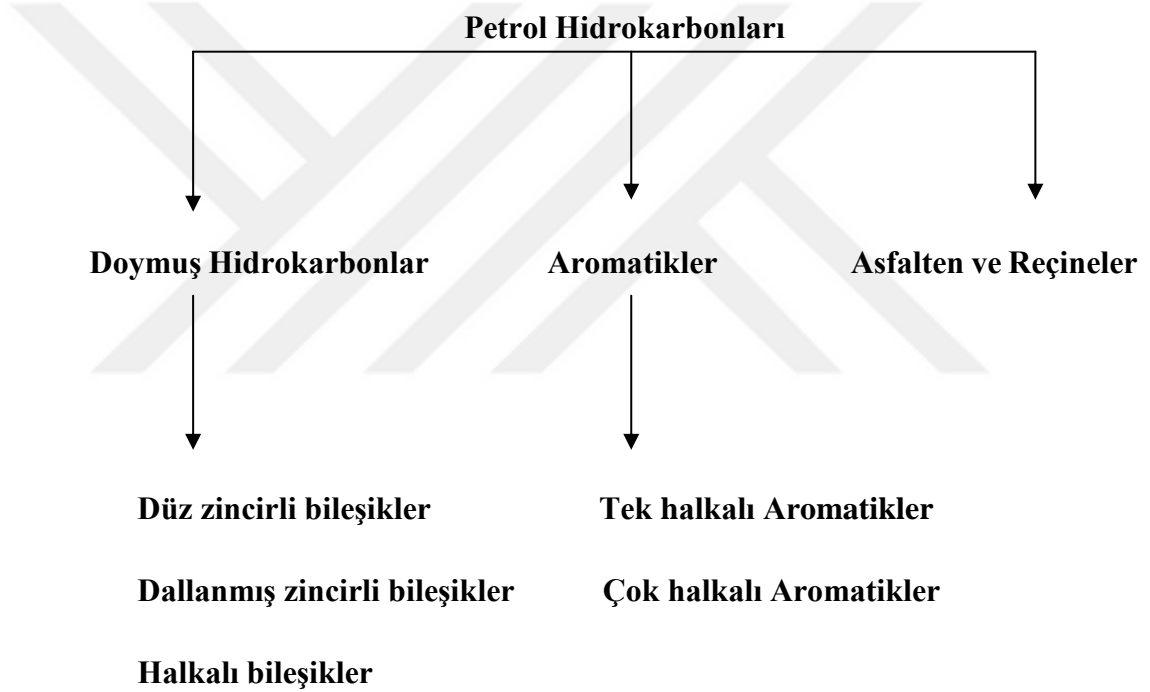 Petrol Hidrokarbonları
Doymuş Hidrokarbonlar
Aromatikler
Asfalten ve Reçineler
Düz zincirli bileşikler
Tek halkalı Aromatikler
Dallanmış zincirli bileşikler
Çok halkalı Aromatikler
Halkalı bileşikler